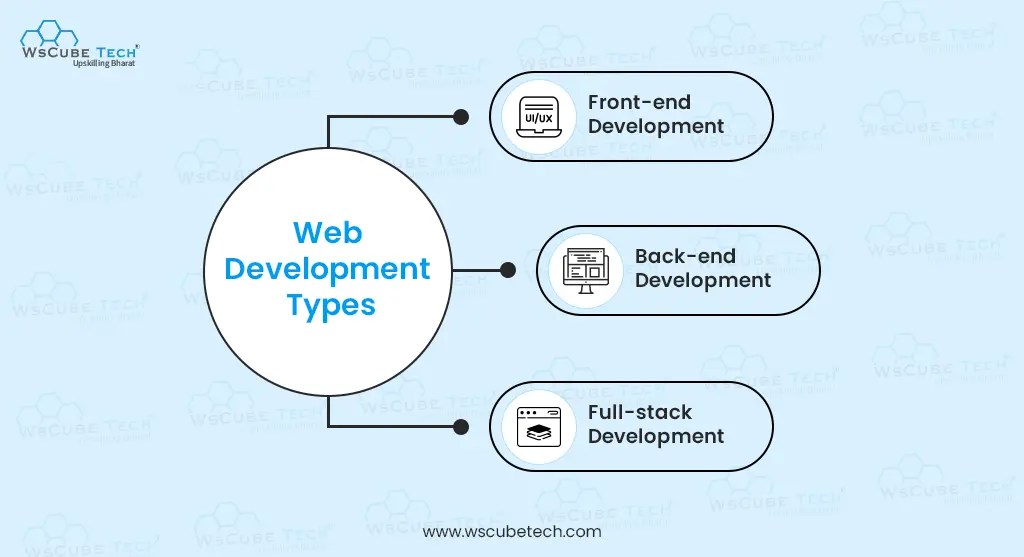 WsCube Tech®
Upskilling Bharat
Web
Development
Types
UI/UX
Front-end
Development
Back-end
Development
Full-stack
Development
www.wscubetech.com